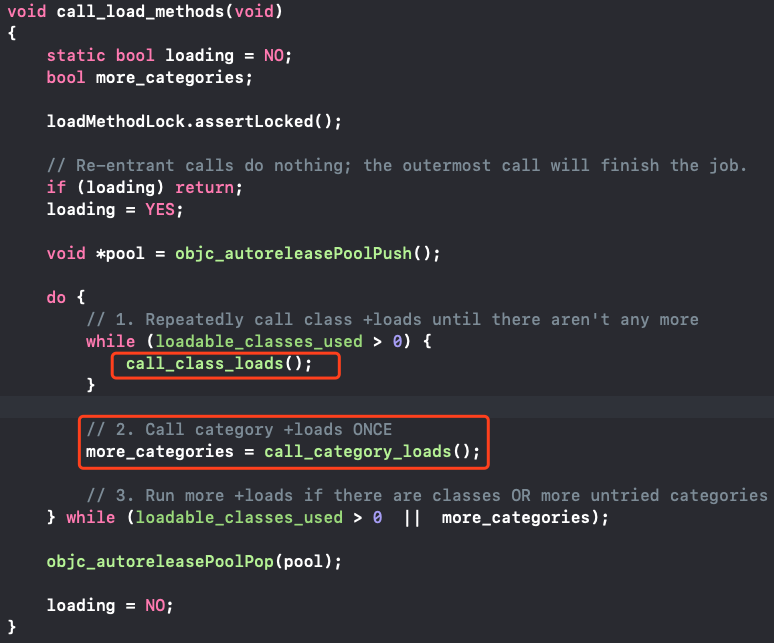 void call_load_methods(void)
{
    static bool loading = NO;
    bool more_categories;

    loadMethodLock.assertLocked();

    // Re-entrant calls do nothing; the outermost call will finish the job.
    if (loading) return;
    loading = YES;

    void *pool = objc_autoreleasePoolPush();

    do {
        // 1. Repeatedly call class +loads until there aren't any more
        while (loadable_classes_used > 0) {
            call_class_loads();
        }

        // 2. Call category +loads ONCE
        more_categories = call_category_loads();

        // 3. Run more +loads if there are classes OR more untried categories
    } while (loadable_classes_used > 0  ||  more_categories);

    objc_autoreleasePoolPop(pool);

    loading = NO;
}